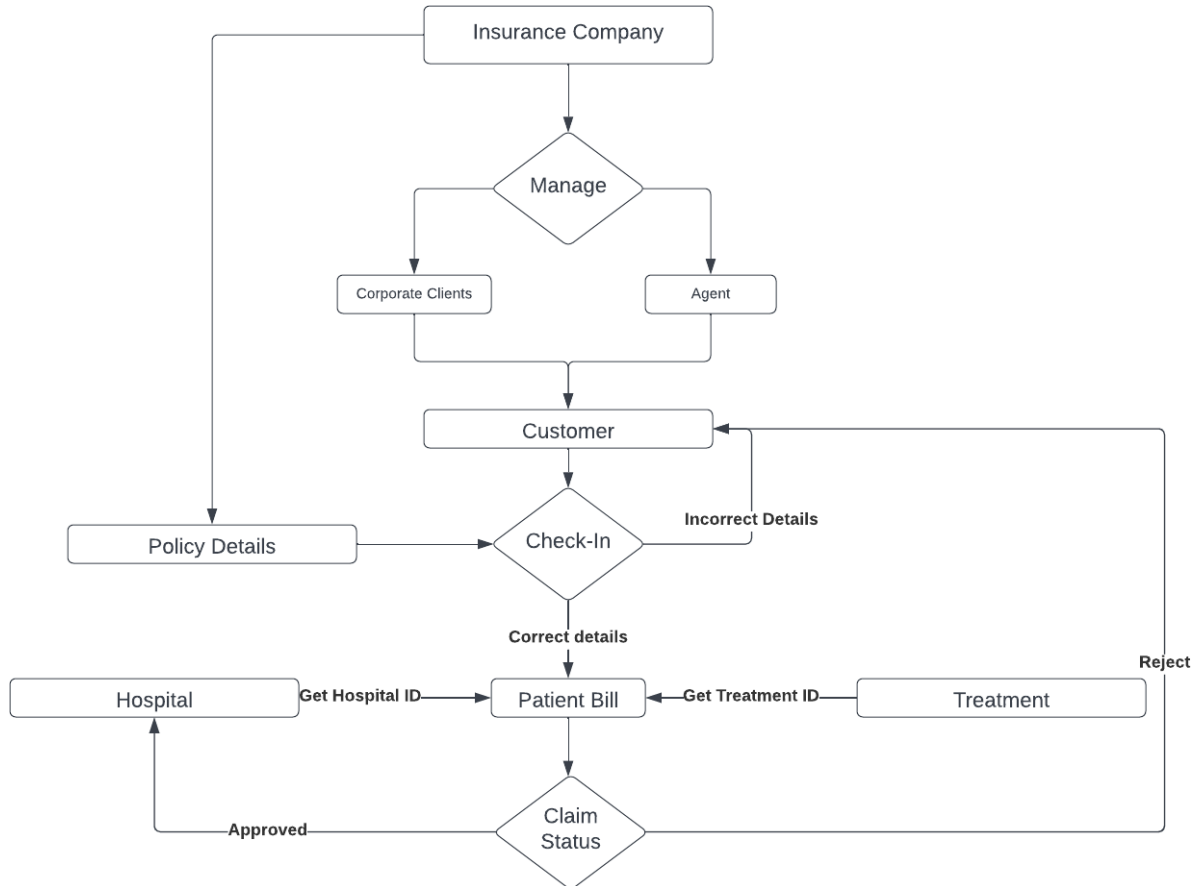 Insurance Company
Manage
Corporate Clients
Agent
Customer
Incorrect Details
Check-In
Policy Details
Correct details
Reject
Hospital
Get Hospital ID
Patient Bill
Get Treatment ID
Treatment
Claim
Status
Approved